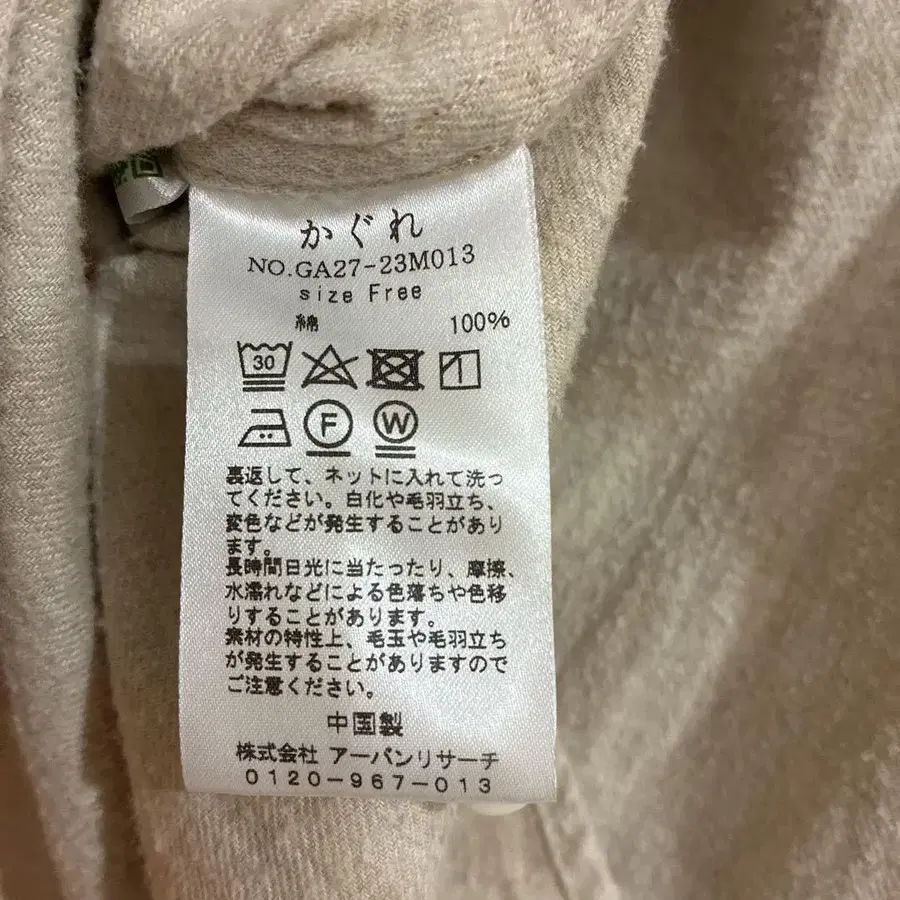 かぐれ
NO.GA27-23M013
size Free
綿 100%
30
F W
裏返して、ネットに入れて洗っ
てください。白化や毛羽立ち、
変色などが発生することがあり
ます。
長時間日光に当たったり、摩擦、
水濡れなどによる色落ちや色移
りすることがあります。
素材の特性上、毛玉や毛羽立ち
が発生することがありますので
ご注意ください。
中国製
株式会社 アーバンリサーチ
0120-967-013